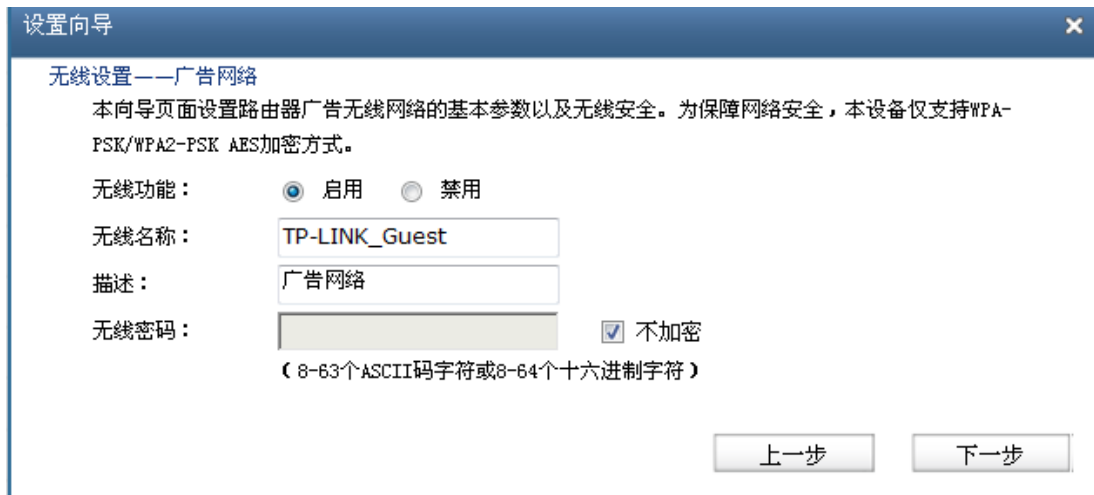 设置向导
无线设置——广告网络
本向导页面设置路由器广告无线网络的基本参数以及无线安全。为保障网络安全，本设备仅支持WPA-
PSK/WPA2-PSK AES加密方式。
无线功能： 启用 禁用
无线名称： TP-LINK_Guest
描述： 广告网络
无线密码： 不加密
（8-63个ASCII码字符或8-64个十六进制字符）
上一步 下一步